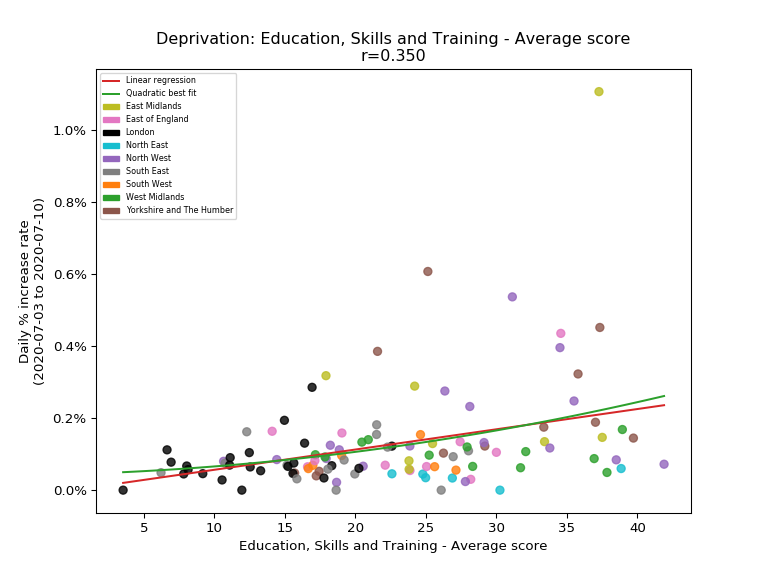 Deprivation: Education, Skills and Training - Average score
r=0.350
Linear regression
Quadratic best fit
East Midlands
East of England
London
North East
North West
South East
South West
West Midlands
Yorkshire and The Humber
1.0%
0.8%
0.6%
0.4%
0.2%
0.0%
Daily % increase rate
(2020-07-03 to 2020-07-10)
5 10 15 20 25 30 35 40
Education, Skills and Training - Average score